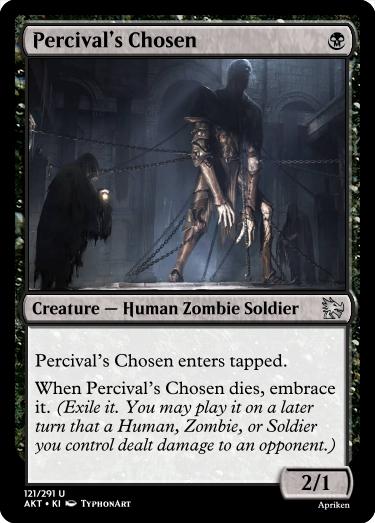 Percival's Chosen
Creature — Human Zombie Soldier
Percival's Chosen enters tapped.
When Percival's Chosen dies, embrace
it. (Exile it. You may play it on a later
turn that a Human, Zombie, or Soldier
you control dealt damage to an opponent.)
2/1
121/291 U
AKT • KI TyphonArt
Apriken